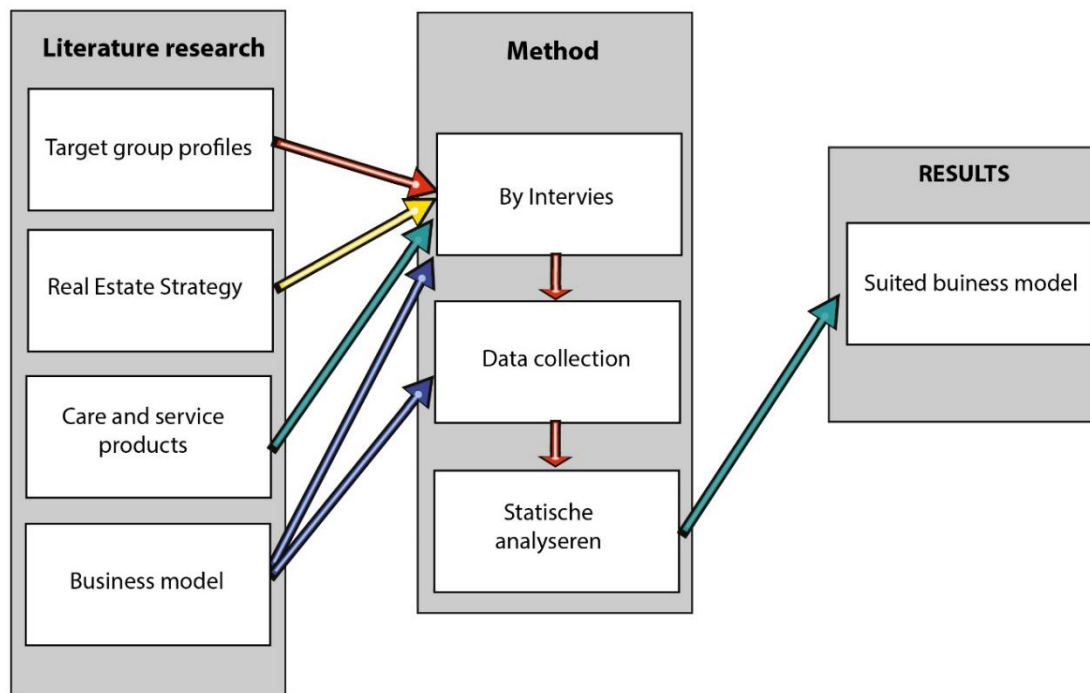 Literature research
Target group profiles
Real Estate Strategy
Care and service
products
Business model
Method
By Intervies
Data collection
Statische
analyseren
RESULTS
Suited buiness model